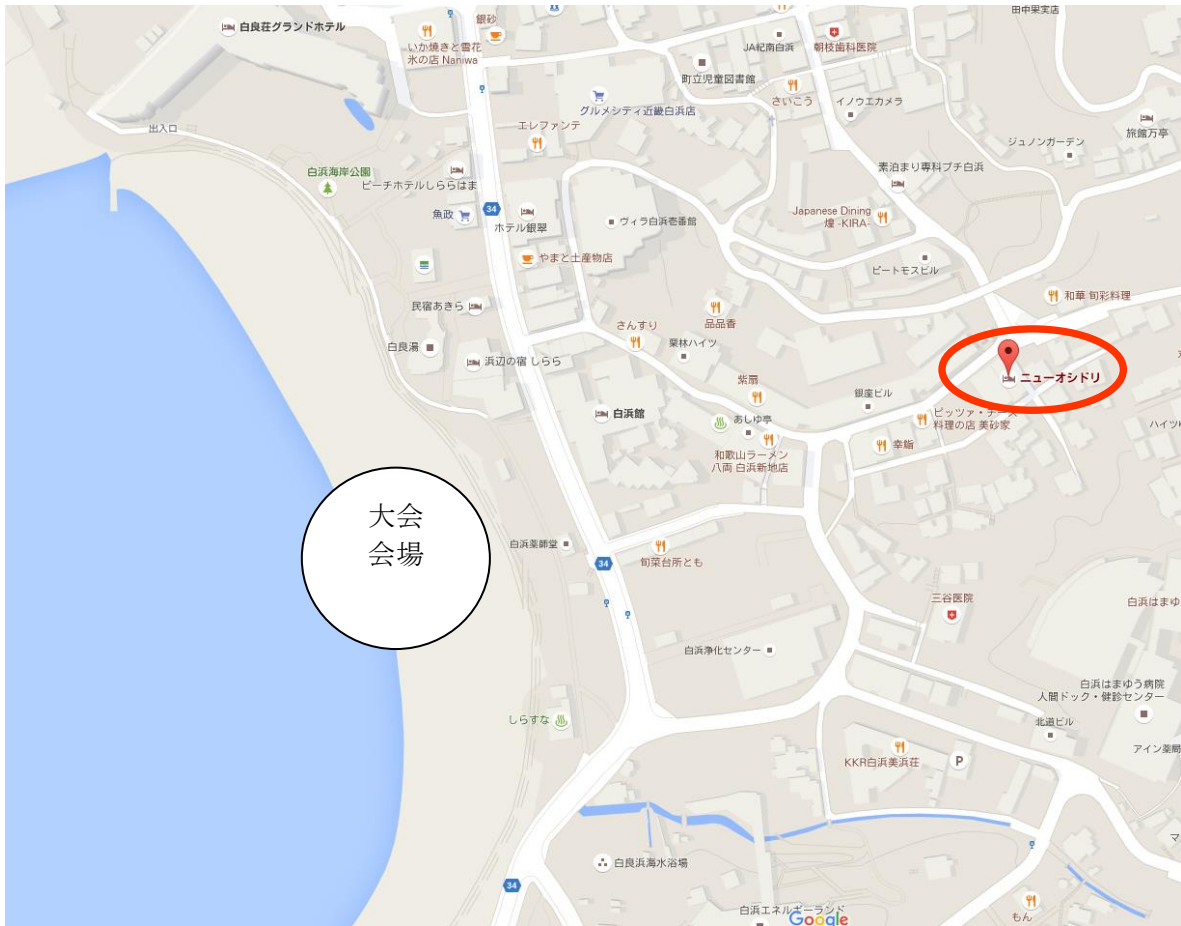 田中果実店
白良荘グランドホテル
銀砂
いか焼きと雪花
氷の店 Naniwa
JA紀南白浜
朝枝歯科医院
町立児童図書館
さいこう
イノウエカメラ
グルメシティ近畿白浜店
エレファンテ
出入口
旅館万亭
ジュノンガーデン
白浜海岸公園
ビーチホテルしららはま
素泊まり専科プチ白浜
魚政
34
ホテル銀翠
ヴィラ白浜壱番館
Japanese Dining
煌 -KIRA-
やまと土産物店
ビートモスビル
民宿あきら
和華 旬彩料理
品品香
さんすり
栗林ハイツ
白良湯
浜辺の宿 しらら
ニューオシドリ
紫扇
銀座ビル
白浜館
あしゆ亭
ピッツァ・チーズ
料理の店 美砂家
ハイツ
幸鮨
和歌山ラーメン
八両 白浜新地店
大会
会場
白浜薬師堂
34
旬菜台所とも
三谷医院
白浜はまゆ
白浜浄化センター
白浜はまゆう病院
人間ドック・健診センター
しらすな
北道ビル
アイン薬局
KKR白浜美浜荘
P
マ
白良浜海水浴場
34
白浜エネルギーランド
Google
もん